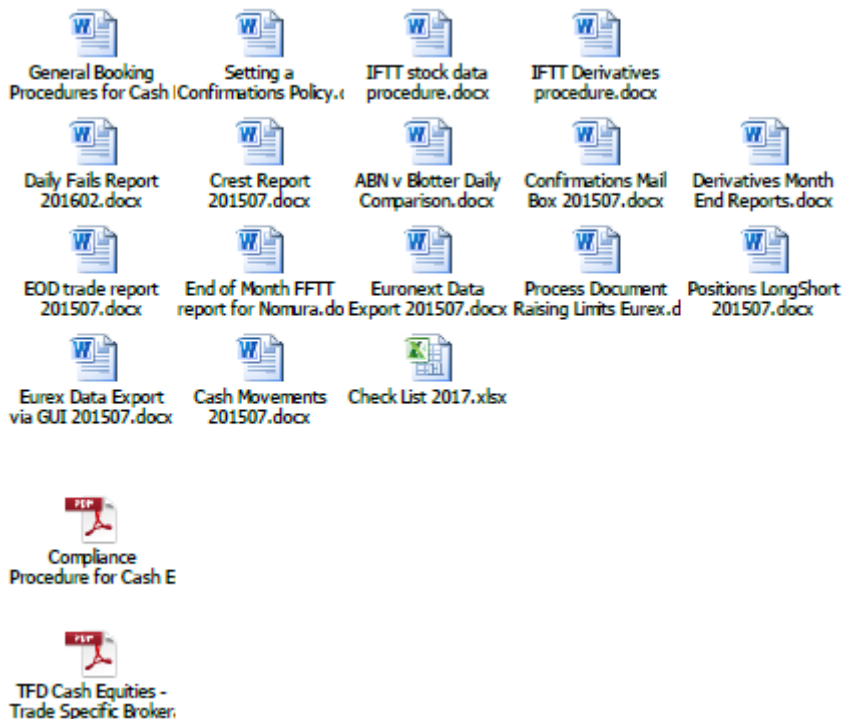 General Booking Procedures for Cash
Setting a Confirmations Policy.
IFTT stock data procedure.docx
IFTT Derivatives procedure.docx
Daily Fails Report 201602.docx
Crest Report 201507.docx
ABN v Blotter Daily Comparison.docx
Confirmations Mail Box 201507.docx
Derivatives Month End Reports.docx
EOD trade report 201507.docx
End of Month FFTT report for Nomura.do
Euronext Data Export 201507.docx
Process Document Raising Limits Eurex.d
Positions LongShort 201507.docx
Eurex Data Export via GUI 201507.docx
Cash Movements 201507.docx
Check List 2017.xlsx
PDF
Compliance Procedure for Cash E
PDF
TFD Cash Equities - Trade Specific Broker